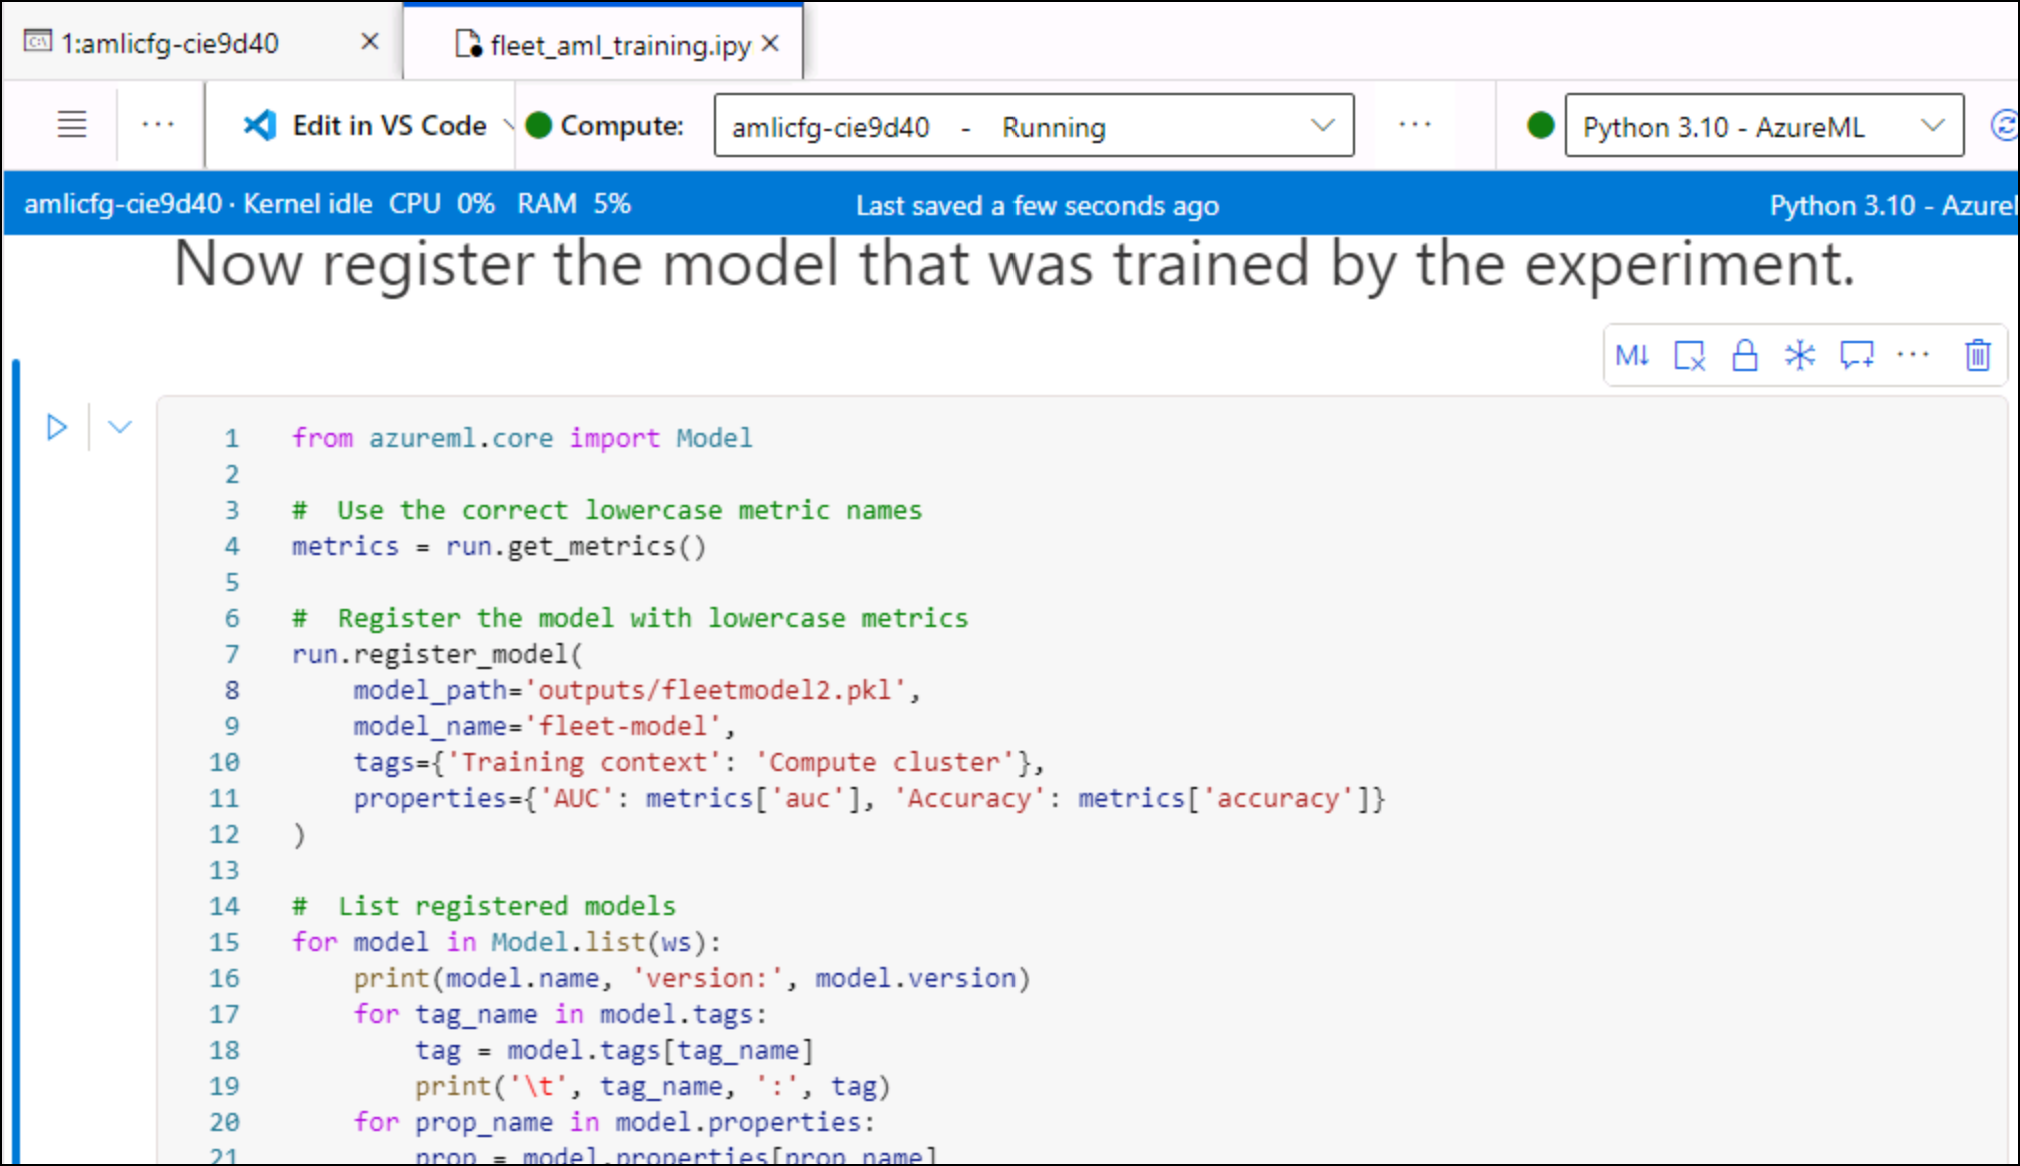 1:amlicfg-cie9d40
fleet_aml_training.ipy
Edit in VS Code
Compute:
amlicfg-cie9d40 - Running
Python 3.10 - AzureML
amlicfg-cie9d40 · Kernel idle CPU 0% RAM 5%
Last saved a few seconds ago
Python 3.10 - Azure
Now register the model that was trained by the experiment.
M↓
1 from azureml.core import Model
2
3 #  Use the correct lowercase metric names
4 metrics = run.get_metrics()
5
6 #  Register the model with lowercase metrics
7 run.register_model(
8     model_path='outputs/fleetmodel2.pkl',
9     model_name='fleet-model',
10     tags={'Training context': 'Compute cluster'},
11     properties={'AUC': metrics['auc'], 'Accuracy': metrics['accuracy']}
12 )
13
14 #  List registered models
15 for model in Model.list(ws):
16     print(model.name, 'version:', model.version)
17     for tag_name in model.tags:
18         tag = model.tags[tag_name]
19         print('\t', tag_name, ':', tag)
20     for prop_name in model.properties:
21         prop = model.properties[prop_name]